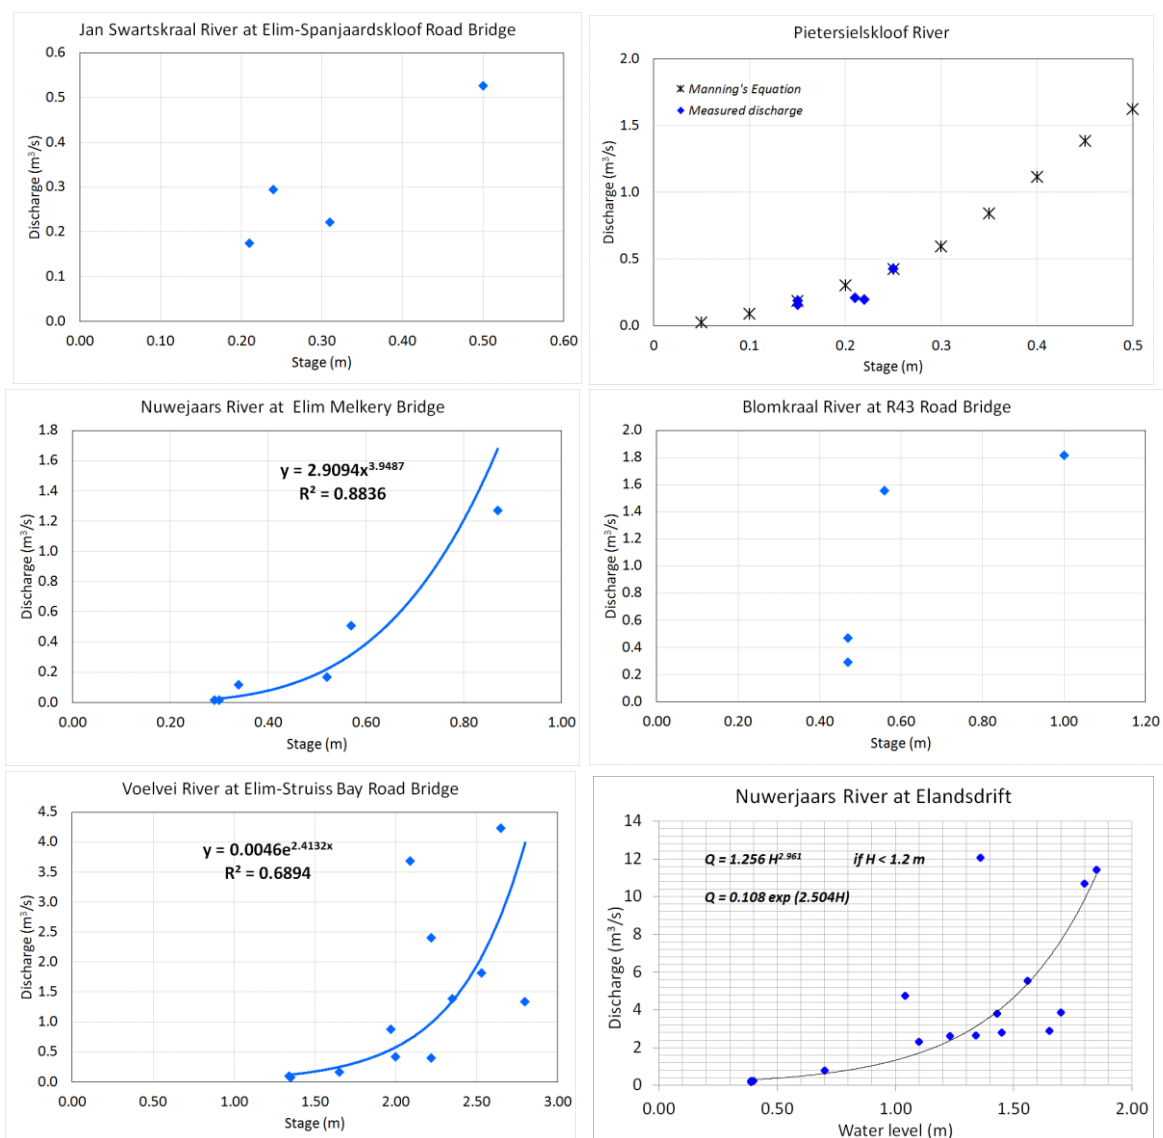 Jan Swartskraal River at Elim-Spanjaardskloof Road Bridge
0.6
0.5
0.4
0.3
0.2
0.1
0.0
Discharge (m³/s)
0.00 0.10 0.20 0.30 0.40 0.50 0.60
Stage (m)
Pietersielskloof River
2.0
1.5
1.0
0.5
0.0
Discharge (m³/s)
Manning's Equation
Measured discharge
0 0.1 0.2 0.3 0.4 0.5
Stage (m)
Nuwejaars River at Elim Melkery Bridge
1.8
1.6
1.4
1.2
1.0
0.8
0.6
0.4
0.2
0.0
Discharge (m³/s)
y = 2.9094x^3.9487
R² = 0.8836
0.00 0.20 0.40 0.60 0.80 1.00
Stage (m)
Blomkraal River at R43 Road Bridge
2.0
1.8
1.6
1.4
1.2
1.0
0.8
0.6
0.4
0.2
0.0
Discharge (m³/s)
0.00 0.20 0.40 0.60 0.80 1.00 1.20
Stage (m)
Voelvei River at Elim-Struiss Bay Road Bridge
4.5
4.0
3.5
3.0
2.5
2.0
1.5
1.0
0.5
0.0
Discharge (m³/s)
y = 0.0046e^2.4132x
R² = 0.6894
0.00 0.50 1.00 1.50 2.00 2.50 3.00
Stage (m)
Nuwerjaars River at Elandsdrift
14
12
10
8
6
4
2
0
Discharge (m³/s)
Q = 1.256 H^2.961 if H < 1.2 m
Q = 0.108 exp (2.504H)
0.00 0.50 1.00 1.50 2.00
Water level (m)